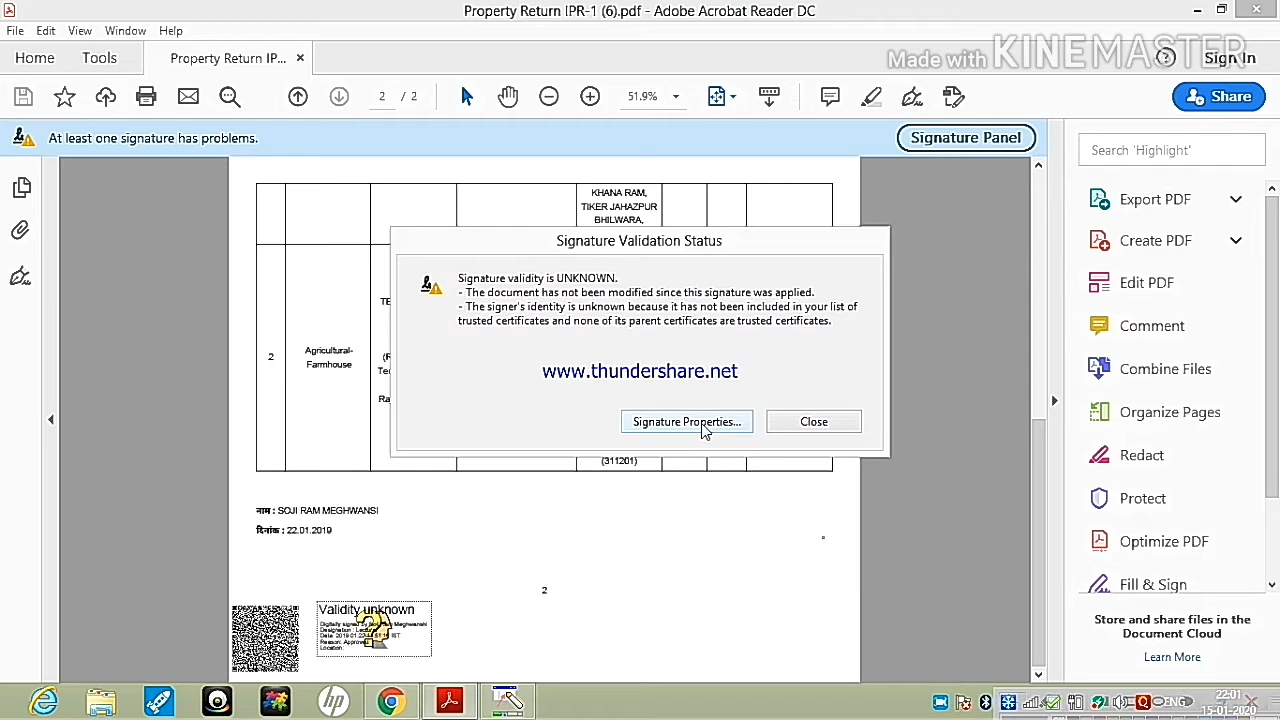 Property Return IPR-1 (6).pdf - Adobe Acrobat Reader DC
File Edit View Window Help
Made with KINEMASTER
Home Tools Property Return IP... × Sign In
2 / 2 51.9% Share
At least one signature has problems. Signature Panel
Search 'Highlight'
KHANA RAM,
TIKER JAHAZPUR
BHILWARA,
Signature Validation Status
Signature validity is UNKNOWN.
- The document has not been modified since this signature was applied.
- The signer's identity is unknown because it has not been included in your list of
trusted certificates and none of its parent certificates are trusted certificates.
www.thundershare.net
Signature Properties... Close
2
Agricultural-
Farmhouse
(311201)
नाम : SOJI RAM MEGHWANSI
दिनांक : 22.01.2019
2
Validity unknown
Export PDF
Create PDF
Edit PDF
Comment
Combine Files
Organize Pages
Redact
Protect
Optimize PDF
Fill & Sign
Store and share files in the
Document Cloud
Learn More
ENG
22:01
15-01-2020